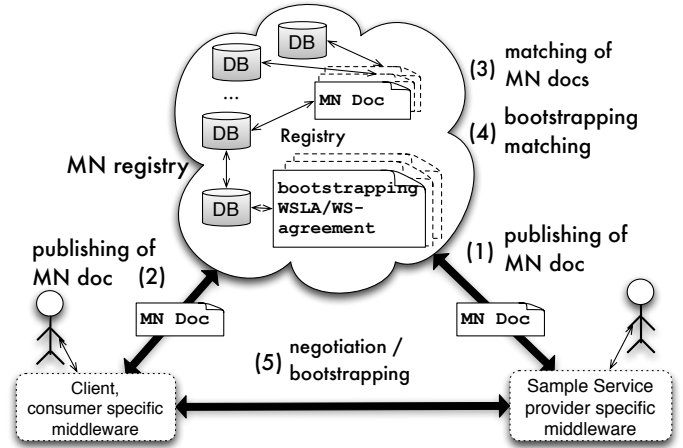 DB
DB
(3) matching of
MN docs
...
MN Doc
(4) bootstrapping
matching
DB
Registry
MN registry
bootstrapping
WSLA/WS-
agreement
DB
publishing of
MN doc (2)
(1) publishing of
MN doc
MN Doc
MN Doc
(5) negotiation /
bootstrapping
Client,
consumer specific
middleware
Sample Service
provider specific
middleware